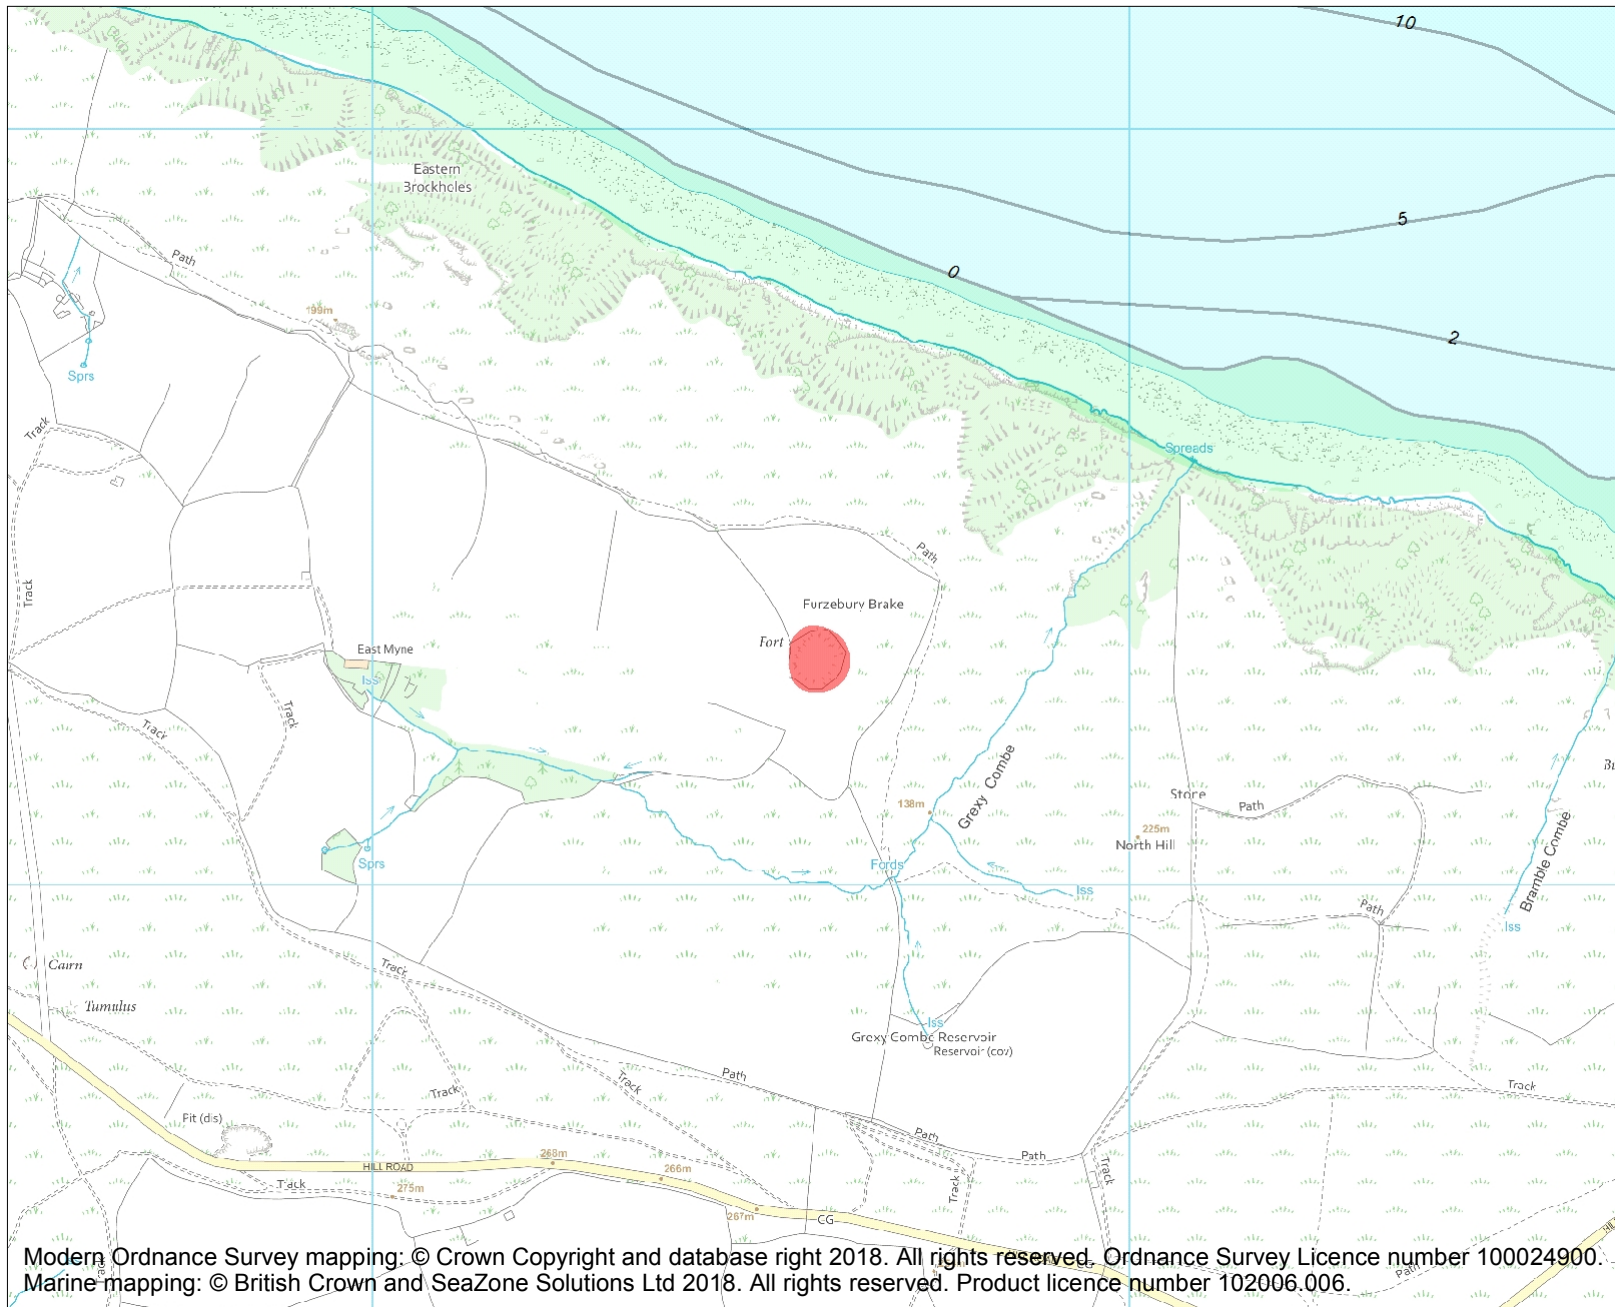 10
Eastern
Brockholes
5
Path
0
199m
2
Sprs
Track
Spreads
Path
Track
Furzebury Brake
Fort
East Myne
Iss
Track
Track
Grexy Combe
138m
Stone
Path
225m
North Hill
Bramble Combe
Sprs
Fords
Iss
Path
Iss
Cairn
Track
Tumulus
Iss
Grexy Combe Reservoir
Reservoir (cov)
Path
Track
Track
Track
Pit (dis)
Path
Path
268m
HILL ROAD
266m
Track
Track
Track
275m
267m
CG
Modern Ordnance Survey mapping: © Crown Copyright and database right 2018. All rights reserved. Ordnance Survey Licence number 100024900.
Marine mapping: © British Crown and SeaZone Solutions Ltd 2018. All rights reserved. Product licence number 102006.006.
Track
Path